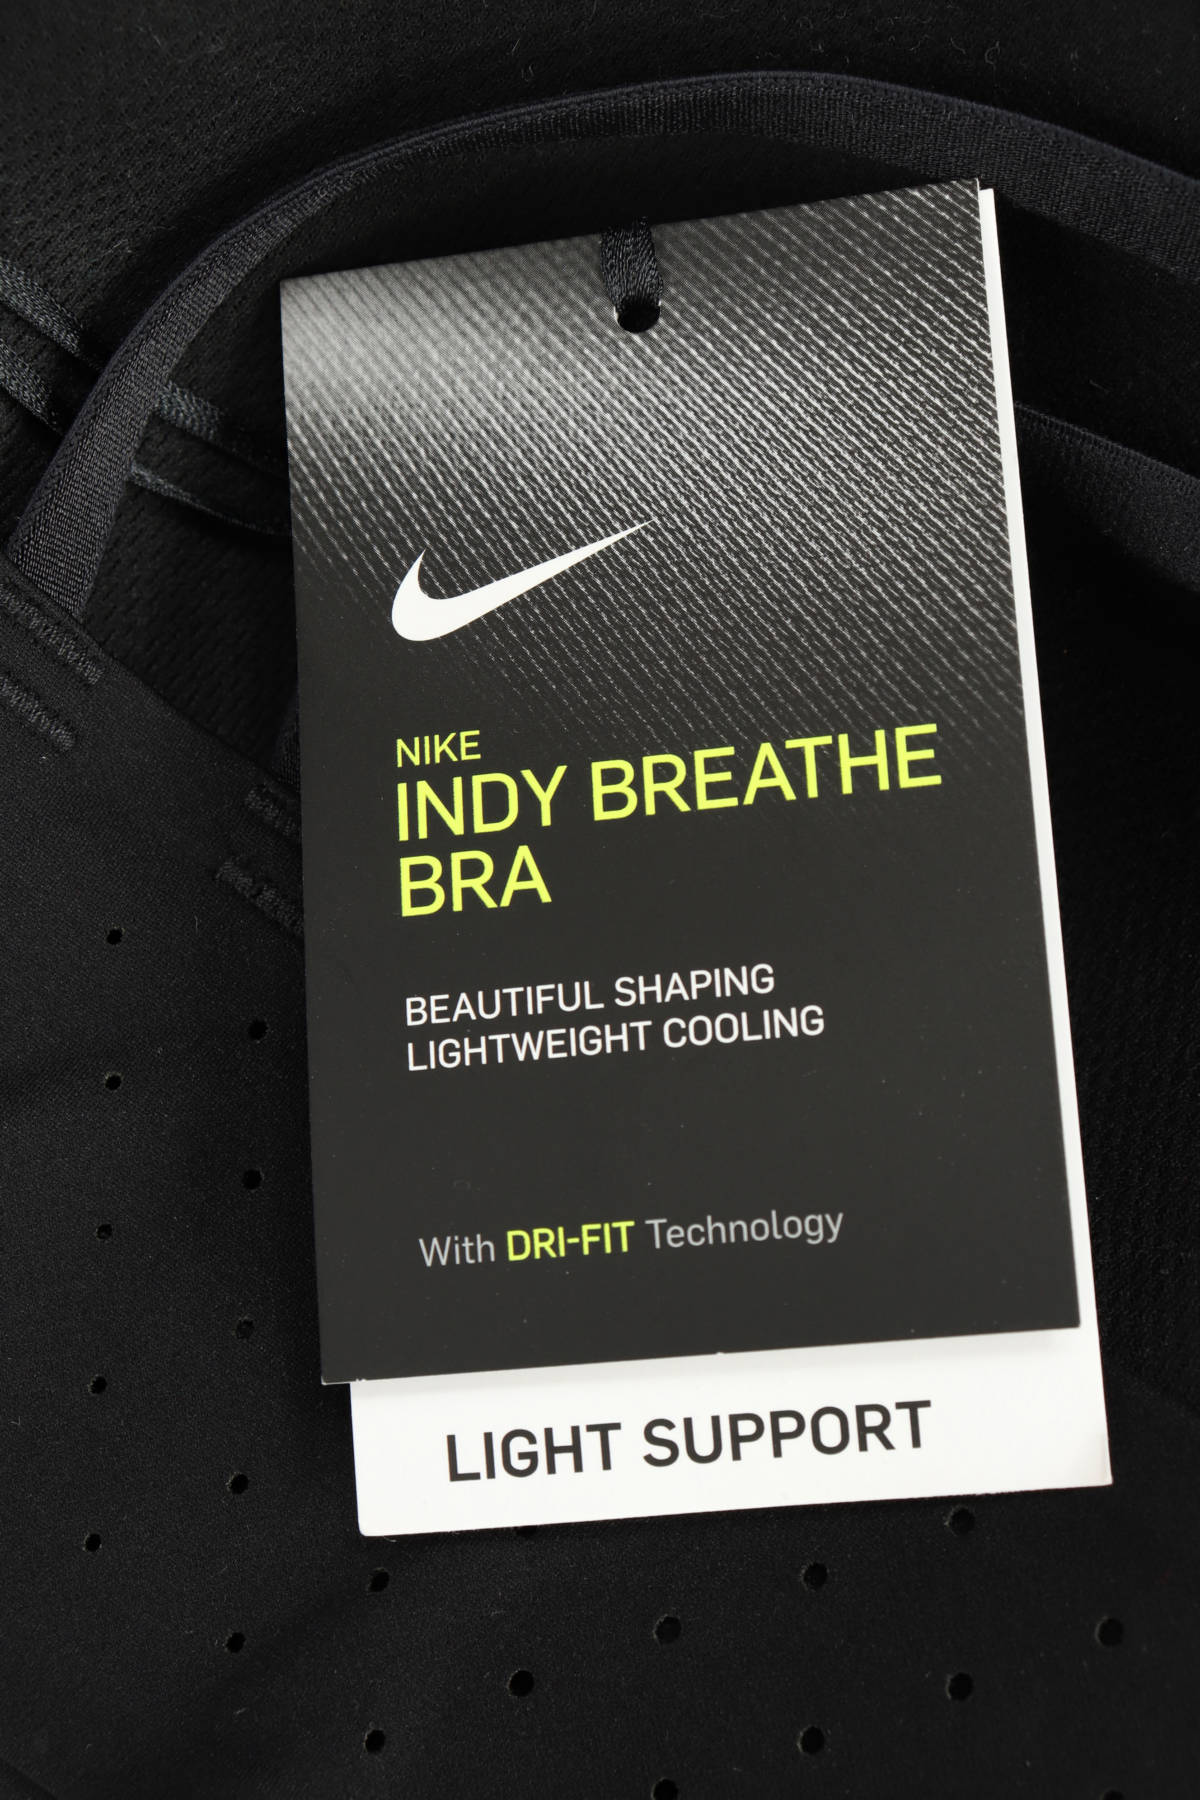 NIKE
INDY BREATHE
BRA
BEAUTIFUL SHAPING
LIGHTWEIGHT COOLING
With DRI-FIT Technology
LIGHT SUPPORT